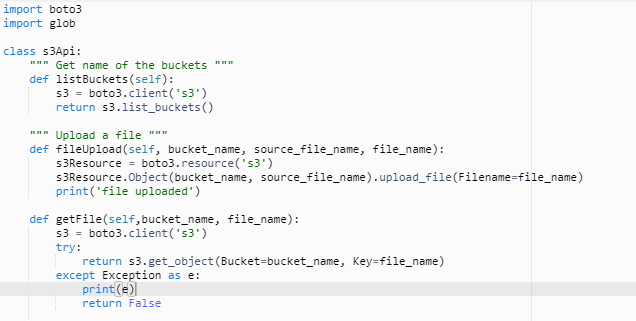 import boto3
import glob

class s3Api:
    """ Get name of the buckets """
    def listBuckets(self):
        s3 = boto3.client('s3')
        return s3.list_buckets()

    """ Upload a file """
    def fileUpload(self, bucket_name, source_file_name, file_name):
        s3Resource = boto3.resource('s3')
        s3Resource.Object(bucket_name, source_file_name).upload_file(Filename=file_name)
        print('file uploaded')

    def getFile(self,bucket_name, file_name):
        s3 = boto3.client('s3')
        try:
            return s3.get_object(Bucket=bucket_name, Key=file_name)
        except Exception as e:
            print(e)
            return False